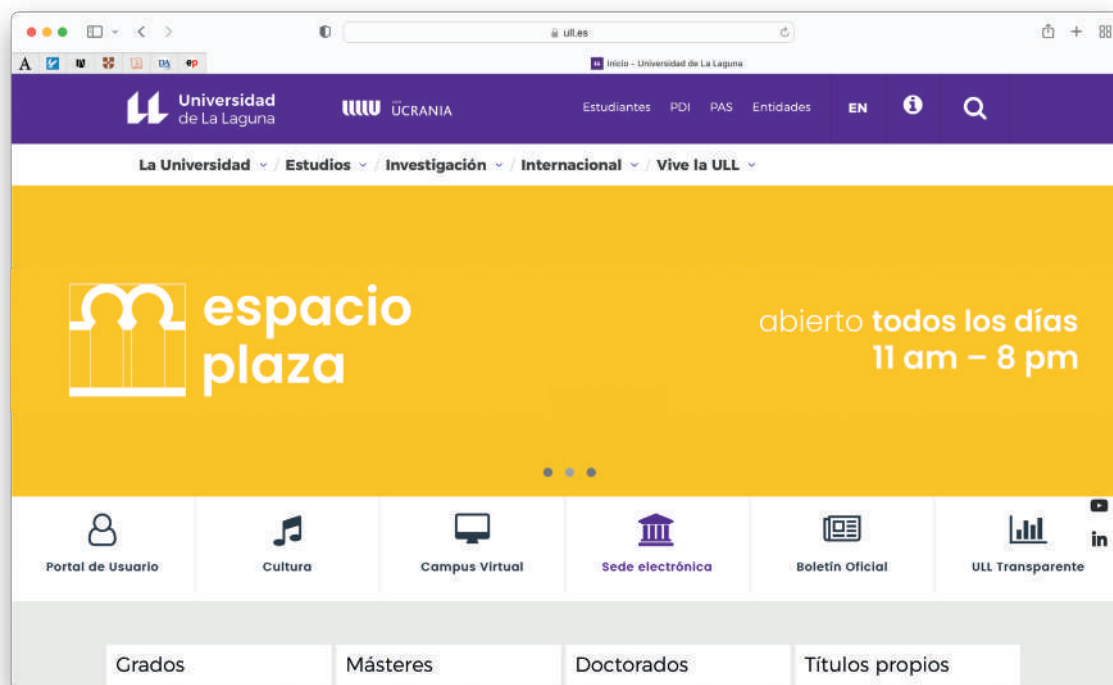 ull.es
Inicio - Universidad de La Laguna
Universidad
de La Laguna
UCRANIA
Estudiantes PDI PAS Entidades EN
La Universidad / Estudios / Investigación / Internacional / Vive la ULL
espacio
plaza
abierto todos los días
11 am – 8 pm
Portal de Usuario
Cultura
Campus Virtual
Sede electrónica
Boletín Oficial
ULL Transparente
in
Grados
Másteres
Doctorados
Títulos propios